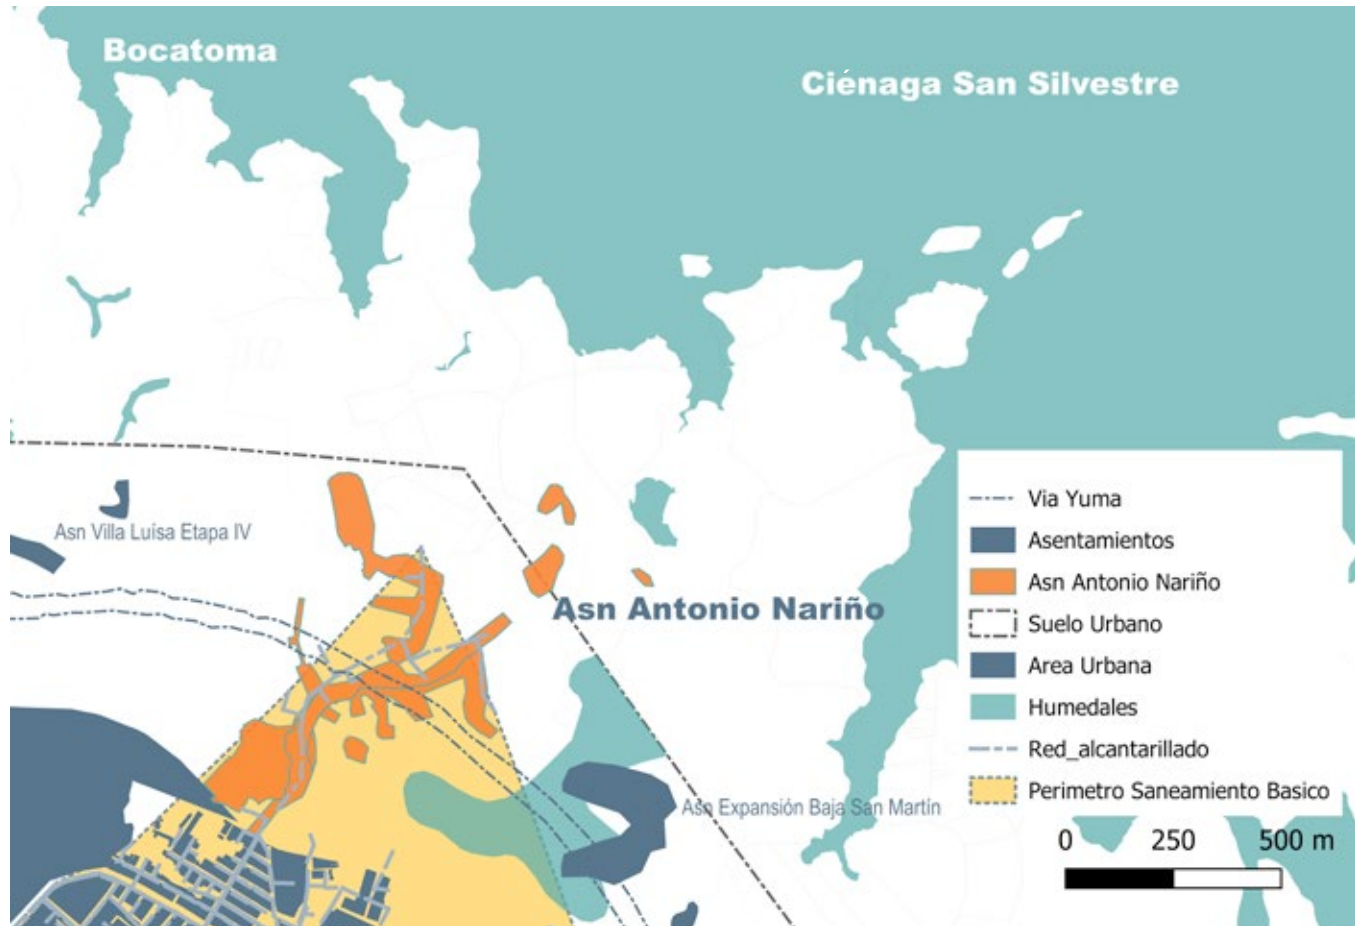 Bocatoma
Ciénaga San Silvestre
Asn Villa Luisa Etapa IV
Asn Antonio Nariño
Asn Expansión Baja San Martín
Via Yuma
Asentamientos
Asn Antonio Nariño
Suelo Urbano
Area Urbana
Humedales
Red_alcantarillado
Perimetro Saneamiento Basico
0 250 500 m